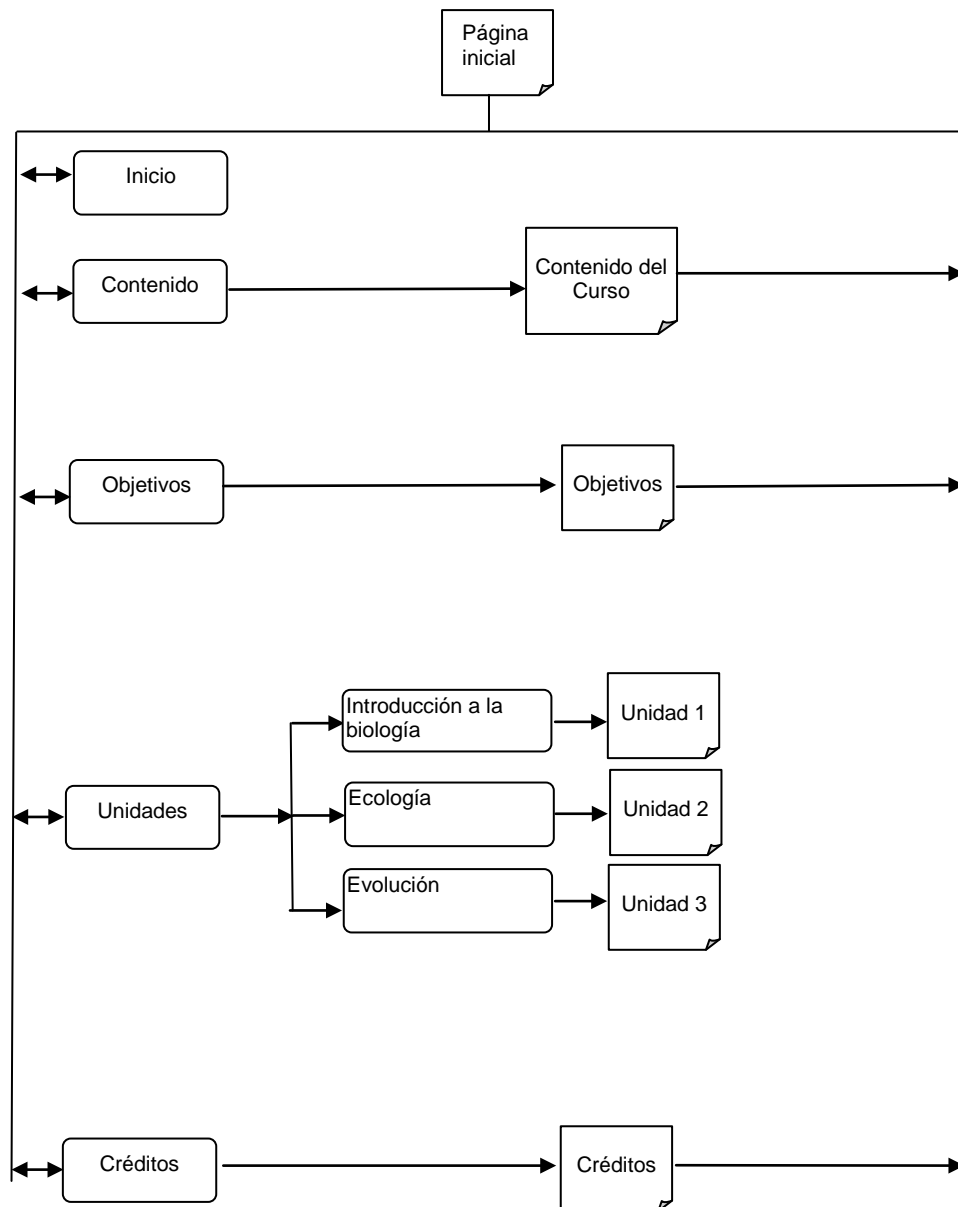 Página
inicial
Inicio
Contenido
Contenido del
Curso
Objetivos
Objetivos
Introducción a la
biología
Unidad 1
Unidades
Ecología
Unidad 2
Evolución
Unidad 3
Créditos
Créditos